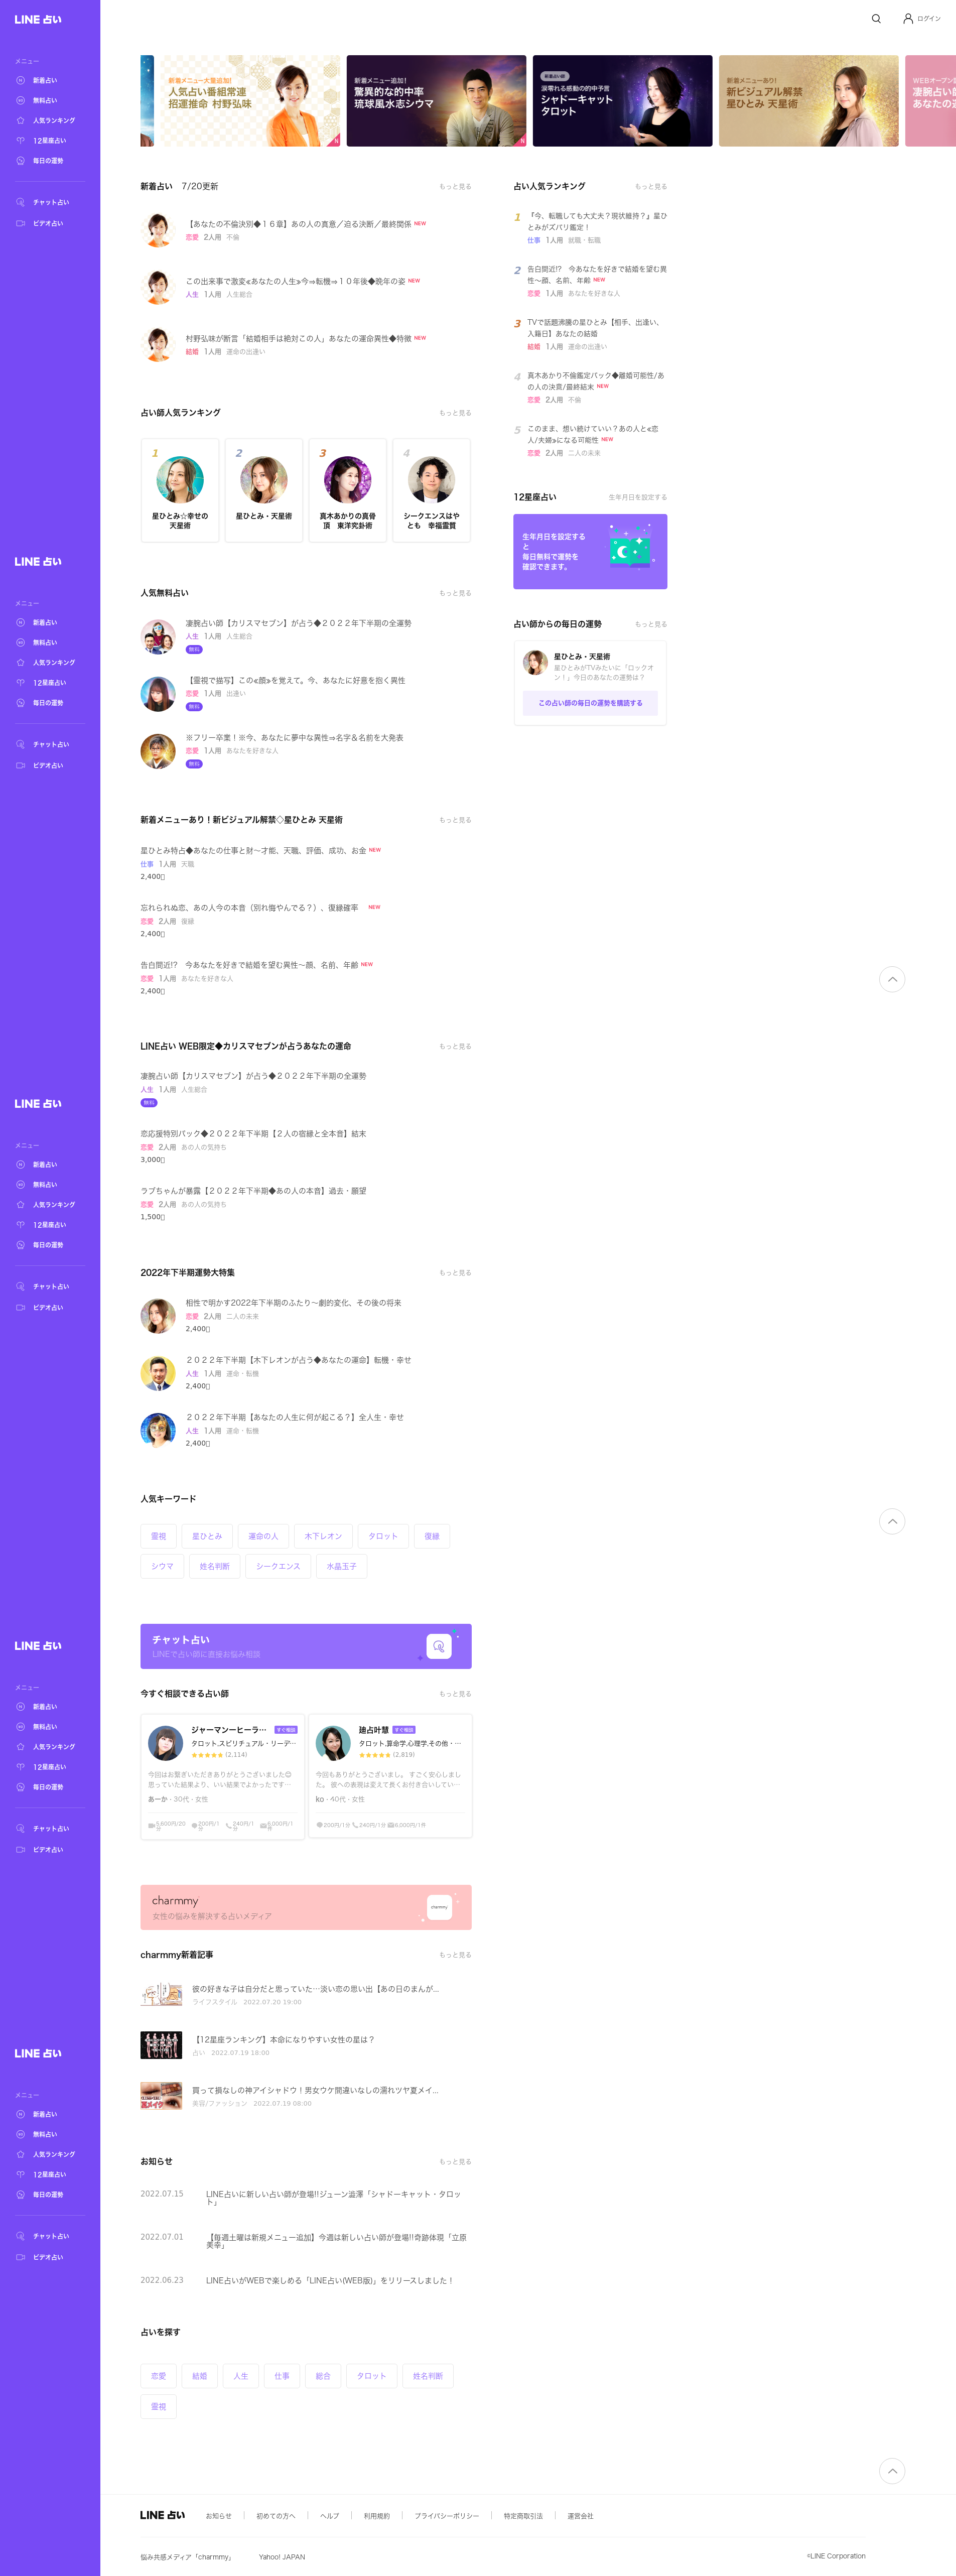 LINE 占い
メニュー
新着占い
無料占い
人気ランキング
12星座占い
毎日の運勢
チャット占い
ビデオ占い
ログイン
新着メニュー大量追加!
人気占い番組常連
招運推命 村野弘味
新着メニュー追加!
驚異的な的中率
琉球風水志シウマ
新着占い師
涙零れる感動の的中予言
シャドーキャット
タロット
新着メニューあり!
新ビジュアル解禁
星ひとみ 天星術
新着占い 7/20更新
もっと見る
【あなたの不倫決別◆16章】あの人の真意/迫る決断/最終関係 NEW
恋愛 2人用 不倫
この出来事で激変≪あなたの人生≫今⇒転機⇒10年後◆晩年の姿 NEW
人生 1人用 人生総合
村野弘味が断言「結婚相手は絶対この人」あなたの運命異性◆特徴 NEW
結婚 1人用 運命の出逢い
占い人気ランキング
もっと見る
1
『今、転職しても大丈夫?現状維持?』星ひ
とみがズバリ鑑定!
仕事 1人用 就職・転職
2
告白間近!? 今あなたを好きで結婚を望む異
性~顔、名前、年齢 NEW
恋愛 1人用 あなたを好きな人
3
TVで話題沸騰の星ひとみ【相手、出逢い、
入籍日】あなたの結婚
結婚 1人用 運命の出逢い
4
真木あかり不倫鑑定パック◆離婚可能性/あ
の人の決意/最終結末 NEW
恋愛 2人用 不倫
5
このまま、想い続けていい?あの人と≪恋
人/夫婦≫になる可能性 NEW
恋愛 2人用 二人の未来
占い師人気ランキング
もっと見る
1
星ひとみ☆幸せの
天星術
2
星ひとみ・天星術
3
真木あかりの真骨
頂 東洋究卦術
4
シークエンスはや
とも 幸福霊質
12星座占い
生年月日を設定する
生年月日を設定する
と
毎日無料で運勢を
確認できます。
占い師からの毎日の運勢
もっと見る
星ひとみ・天星術
星ひとみがTVみたいに「ロックオ
ン!」今日のあなたの運勢は?
この占い師の毎日の運勢を購読する
人気無料占い
もっと見る
凄腕占い師【カリスマセブン】が占う◆2022年下半期の全運勢
人生 1人用 人生総合
無料
【霊視で描写】この≪顔≫を覚えて。今、あなたに好意を抱く異性
恋愛 1人用 出逢い
無料
※フリー卒業!※今、あなたに夢中な異性⇒名字&名前を大発表
恋愛 1人用 あなたを好きな人
無料
新着メニューあり!新ビジュアル解禁◇星ひとみ 天星術
もっと見る
星ひとみ特占◆あなたの仕事と財~才能、天職、評価、成功、お金 NEW
仕事 1人用 天職
2,400
忘れられぬ恋、あの人今の本音(別れ悔やんでる?)、復縁確率 NEW
恋愛 2人用 復縁
2,400
告白間近!? 今あなたを好きで結婚を望む異性~顔、名前、年齢 NEW
恋愛 1人用 あなたを好きな人
2,400
LINE占い WEB限定◆カリスマセブンが占うあなたの運命
もっと見る
凄腕占い師【カリスマセブン】が占う◆2022年下半期の全運勢
人生 1人用 人生総合
無料
恋応援特別パック◆2022年下半期【2人の宿縁と全本音】結末
恋愛 2人用 あの人の気持ち
3,000
ラブちゃんが暴露【2022年下半期◆あの人の本音】過去・願望
恋愛 2人用 あの人の気持ち
1,500
2022年下半期運勢大特集
もっと見る
相性で明かす2022年下半期のふたり~劇的変化、その後の将来
恋愛 2人用 二人の未来
2,400
2022年下半期【木下レオンが占う◆あなたの運命】転機・幸せ
人生 1人用 運命・転機
2,400
2022年下半期【あなたの人生に何が起こる?】全人生・幸せ
人生 1人用 運命・転機
2,400
人気キーワード
霊視 星ひとみ 運命の人 木下レオン タロット 復縁
シウマ 姓名判断 シークエンス 水晶玉子
チャット占い
LINEで占い師に直接お悩み相談
今すぐ相談できる占い師
もっと見る
ジャーマンーヒーラ… すぐ相談
タロット,スピリチュアル・リーデ…
★★★★★ (2,114)
今回はお繋ぎいただきありがとうございました◎
思っていた結果より、いい結果でよかったです…
あーか・30代・女性
3,600円/20分 200円/1分 240円/1分 6,000円/1件
迪占叶慧 すぐ相談
タロット,算命学,心理学,その他・…
★★★★★ (2,819)
今回もありがとうございまし。 すごく安心しまし
た。 彼への表現は変えて長くお付き合いしてい…
ko・40代・女性
200円/1分 240円/1分 6,000円/1件
charmmy
女性の悩みを解決する占いメディア
charmmy
charmmy新着記事
もっと見る
彼の好きな子は自分だと思っていた…淡い恋の思い出【あの日のまんが...
ライフスタイル 2022.07.20 19:00
【12星座ランキング】本命になりやすい女性の星は?
占い 2022.07.19 18:00
夏メイク
買って損なしの神アイシャドウ!男女ウケ間違いなしの濡れツヤ夏メイ...
美容/ファッション 2022.07.19 08:00
お知らせ
もっと見る
2022.07.15 LINE占いに新しい占い師が登場!!ジューン澁澤「シャドーキャット・タロッ
ト」
2022.07.01 【毎週土曜は新規メニュー追加】今週は新しい占い師が登場!!奇跡体現「立原
美幸」
2022.06.23 LINE占いがWEBで楽しめる「LINE占い(WEB版)」をリリースしました!
占いを探す
恋愛 結婚 人生 仕事 総合 タロット 姓名判断
霊視
LINE 占い
お知らせ 初めての方へ ヘルプ 利用規約 プライバシーポリシー 特定商取引法 運営会社
悩み共感メディア「charmmy」 Yahoo! JAPAN
©LINE Corporation